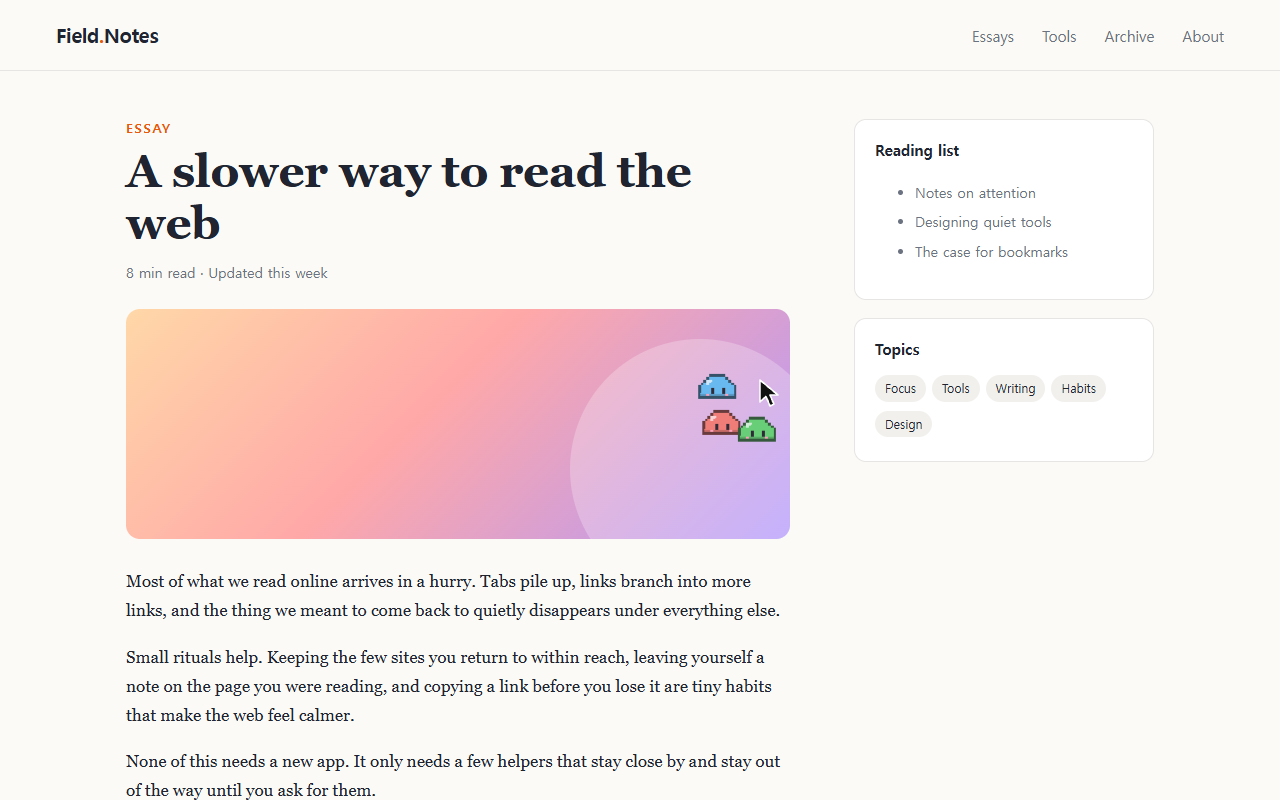 Field.Notes
Essays Tools Archive About
ESSAY
A slower way to read the
web
8 min read · Updated this week
Most of what we read online arrives in a hurry. Tabs pile up, links branch into more
links, and the thing we meant to come back to quietly disappears under everything else.
Small rituals help. Keeping the few sites you return to within reach, leaving yourself a
note on the page you were reading, and copying a link before you lose it are tiny habits
that make the web feel calmer.
None of this needs a new app. It only needs a few helpers that stay close by and stay out
of the way until you ask for them.
Reading list
Notes on attention
Designing quiet tools
The case for bookmarks
Topics
Focus Tools Writing Habits
Design